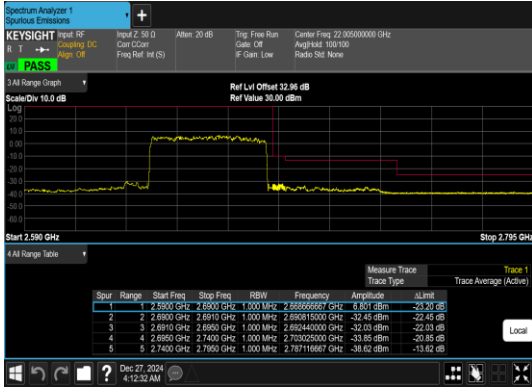 Spectrum Analyzer 1
Spurious Emissions
+
KEYSIGHT Input: RF Input Z: 50 Ω Atten: 20 dB Trig: Free Run Center Freq: 22.005000000 GHz
R T Coupling: DC Corr CCorr Gate: Off Avg|Hold: 100/100
Align: Off Freq Ref: Int (S) IF Gain: Low Radio Std: None
PASS
3 All Range Graph
Ref Lvl Offset 32.96 dB
Scale/Div 10.0 dB Ref Value 30.00 dBm
Log
20.0
10.0
0.00
-10.0
-20.0
-30.0
-40.0
-50.0
-60.0
Start 2.590 GHz Stop 2.795 GHz
4 All Range Table
Measure Trace Trace 1
Trace Type Trace Average (Active)
Spur Range Start Freq Stop Freq RBW Frequency Amplitude ΔLimit
1 1 2.5900 GHz 2.6900 GHz 1.000 MHz 2.668666667 GHz 6.801 dBm -23.20 dB
2 2 2.6900 GHz 2.6910 GHz 1.000 MHz 2.690815000 GHz -32.45 dBm -22.45 dB
3 3 2.6910 GHz 2.6950 GHz 1.000 MHz 2.692440000 GHz -32.03 dBm -22.03 dB
4 4 2.6950 GHz 2.7400 GHz 1.000 MHz 2.703025000 GHz -33.85 dBm -20.85 dB
5 5 2.7400 GHz 2.7950 GHz 1.000 MHz 2.787116667 GHz -38.62 dBm -13.62 dB
Local
? Dec 27, 2024
4:12:32 AM